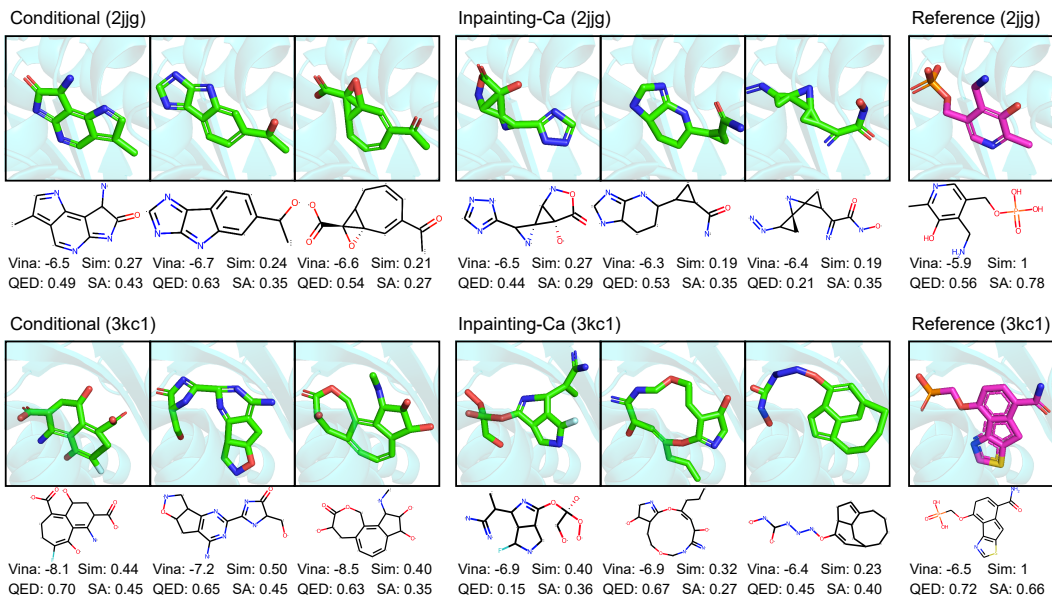 Conditional (2jjg)
Inpainting-Ca (2jjg)
Reference (2jjg)
Vina: -6.5 Sim: 0.27
QED: 0.49 SA: 0.43
Vina: -6.7 Sim: 0.24
QED: 0.63 SA: 0.35
Vina: -6.6 Sim: 0.21
QED: 0.54 SA: 0.27
Vina: -6.5 Sim: 0.27
QED: 0.44 SA: 0.29
Vina: -6.3 Sim: 0.19
QED: 0.53 SA: 0.35
Vina: -6.4 Sim: 0.19
QED: 0.21 SA: 0.35
Vina: -5.9 Sim: 1
QED: 0.56 SA: 0.78
Conditional (3kc1)
Inpainting-Ca (3kc1)
Reference (3kc1)
Vina: -8.1 Sim: 0.44
QED: 0.70 SA: 0.45
Vina: -7.2 Sim: 0.50
QED: 0.65 SA: 0.45
Vina: -8.5 Sim: 0.40
QED: 0.63 SA: 0.35
Vina: -6.9 Sim: 0.40
QED: 0.15 SA: 0.36
Vina: -6.9 Sim: 0.32
QED: 0.67 SA: 0.27
Vina: -6.4 Sim: 0.23
QED: 0.45 SA: 0.40
Vina: -6.5 Sim: 1
QED: 0.72 SA: 0.66